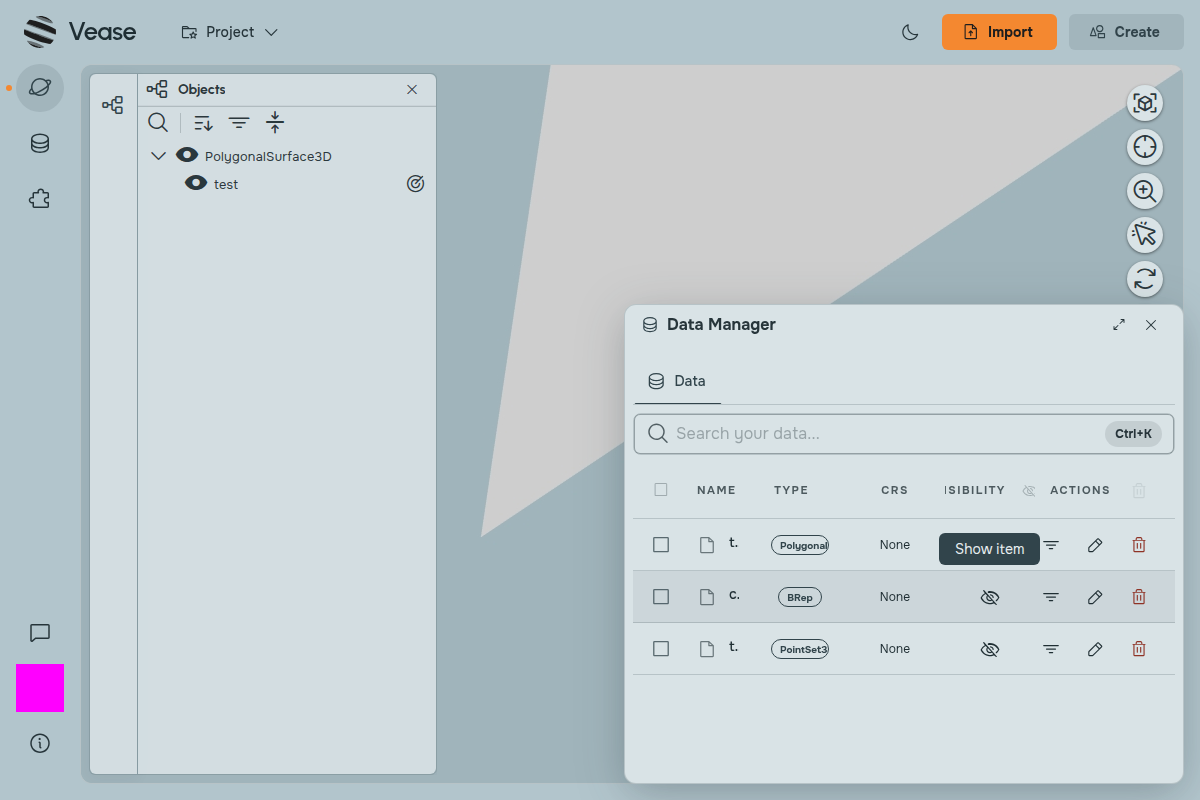 Vease
Project
Import
Create
Objects
PolygonalSurface3D
test
Data Manager
Data
Search your data...
Ctrl+K
NAME TYPE CRS ISIBILITY ACTIONS
t. Polygonal None
Show item
c. BRep None
t. PointSet3 None